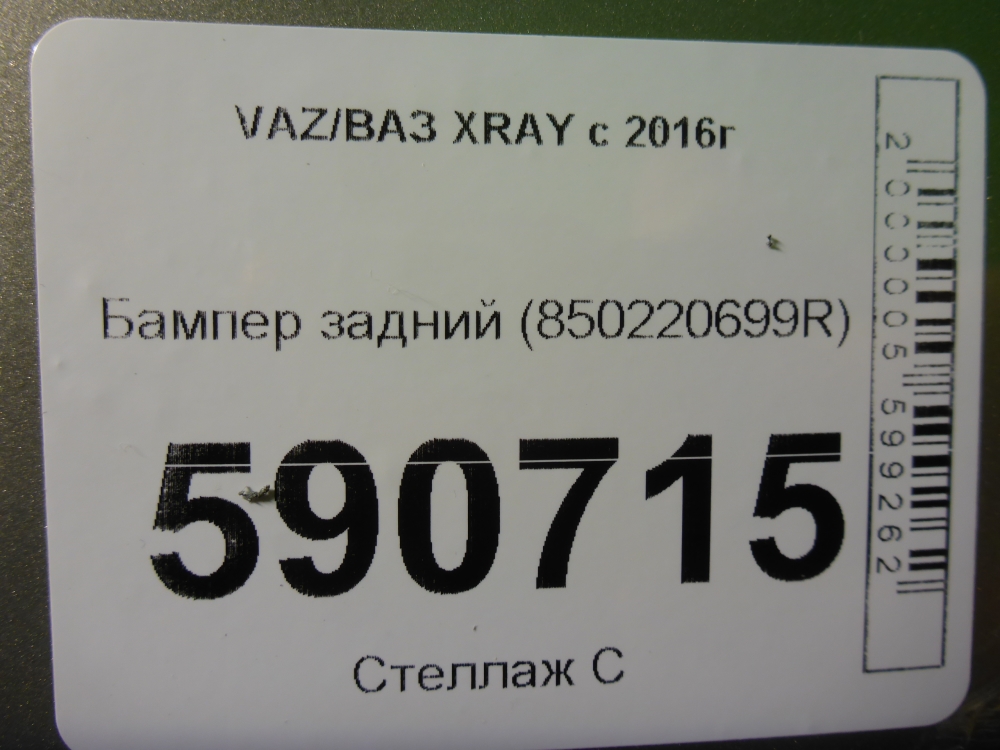 VAZ/ВАЗ XRAY с 2016г
Бампер задний (850220699R)
590715
Стеллаж С
2000005599262